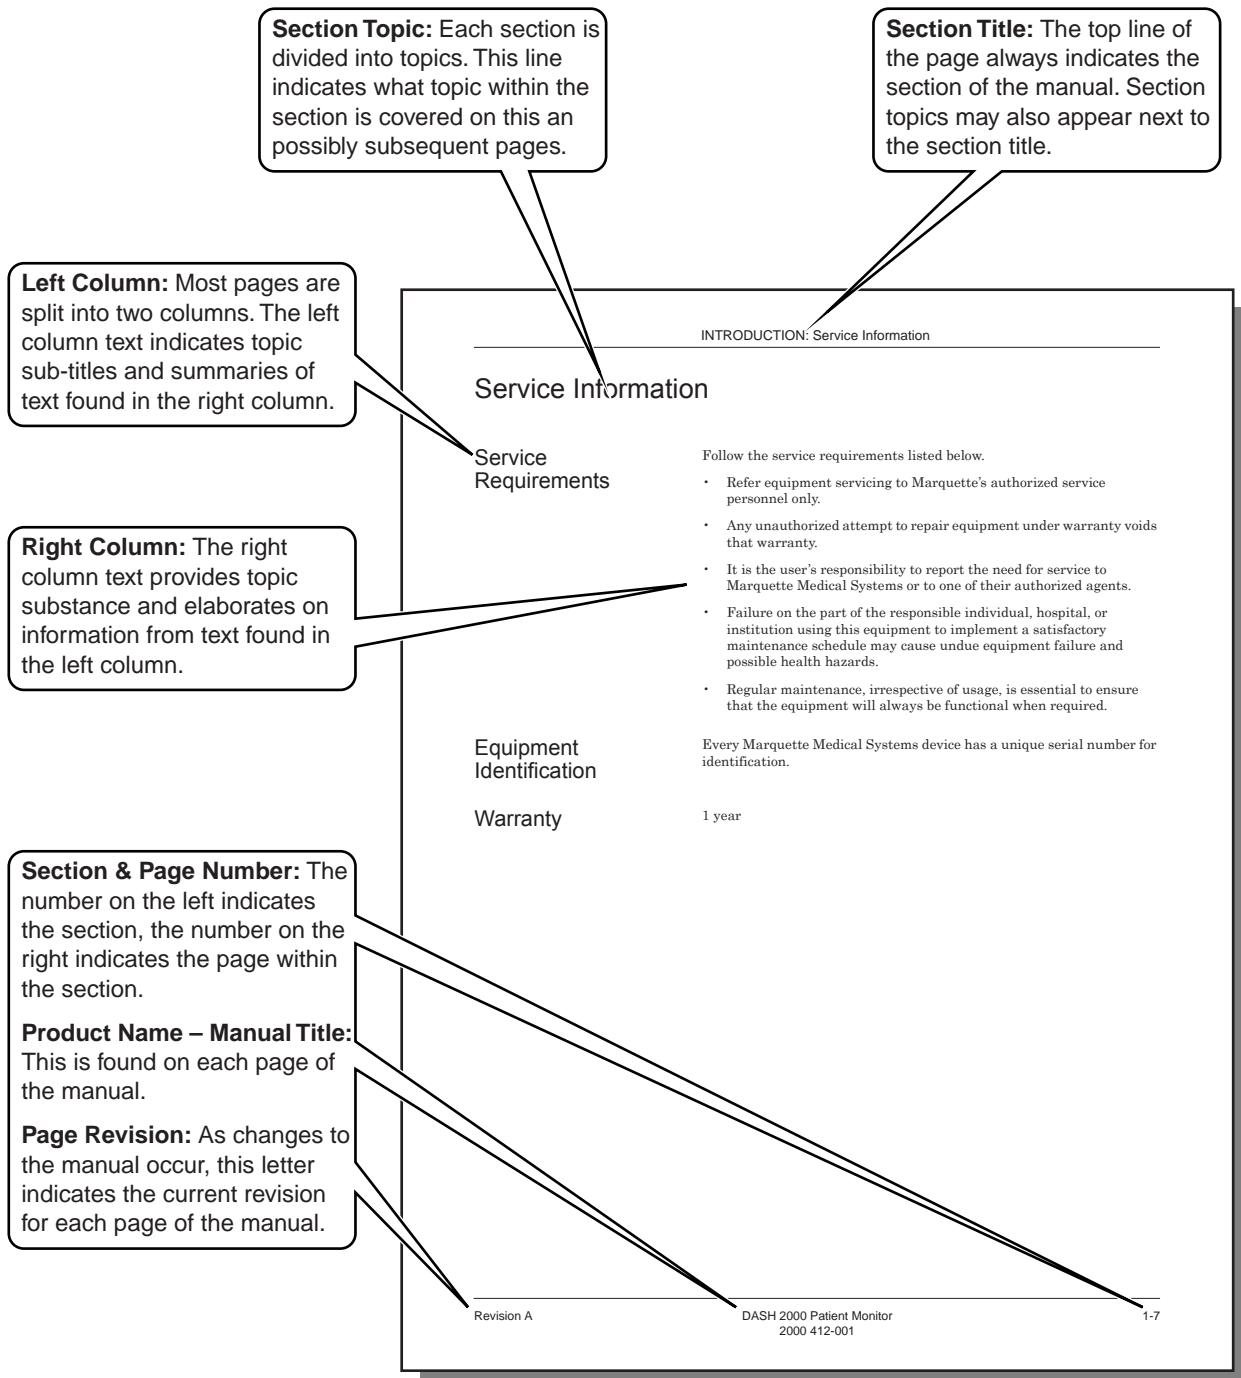 Section Topic: Each section is
divided into topics. This line
indicates what topic within the
section is covered on this an
possibly subsequent pages.
Section Title: The top line of
the page always indicates the
section of the manual. Section
topics may also appear next to
the section title.
Left Column: Most pages are
split into two columns. The left
column text indicates topic
sub-titles and summaries of
text found in the right column.
Right Column: The right
column text provides topic
substance and elaborates on
information from text found in
the left column.
Section & Page Number: The
number on the left indicates
the section, the number on the
right indicates the page within
the section.
Product Name – Manual Title:
This is found on each page of
the manual.
Page Revision: As changes to
the manual occur, this letter
indicates the current revision
for each page of the manual.
INTRODUCTION: Service Information
Service Information
Service
Requirements
Follow the service requirements listed below.
• Refer equipment servicing to Marquette's authorized service
personnel only.
• Any unauthorized attempt to repair equipment under warranty voids
that warranty.
• It is the user's responsibility to report the need for service to
Marquette Medical Systems or to one of their authorized agents.
• Failure on the part of the responsible individual, hospital, or
institution using this equipment to implement a satisfactory
maintenance schedule may cause undue equipment failure and
possible health hazards.
• Regular maintenance, irrespective of usage, is essential to ensure
that the equipment will always be functional when required.
Equipment
Identification
Every Marquette Medical Systems device has a unique serial number for
identification.
Warranty
1 year
Revision A
DASH 2000 Patient Monitor
2000 412-001
1-7